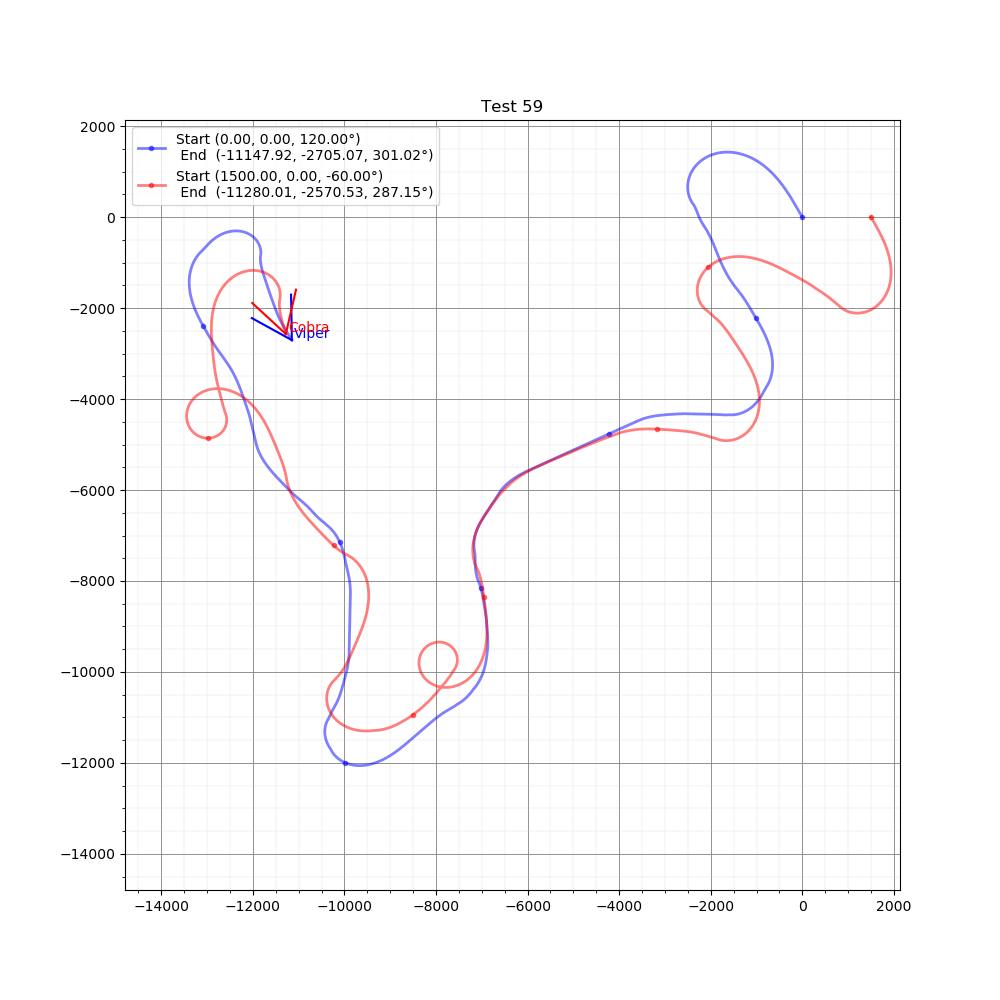 Test 59
Start (0.00, 0.00, 120.00°)
End (-11147.92, -2705.07, 301.02°)
Start (1500.00, 0.00, -60.00°)
End (-11280.01, -2570.53, 287.15°)
2000
0
−2000
−4000
−6000
−8000
−10000
−12000
−14000
Cobra
Viper
−14000 −12000 −10000 −8000 −6000 −4000 −2000 0 2000